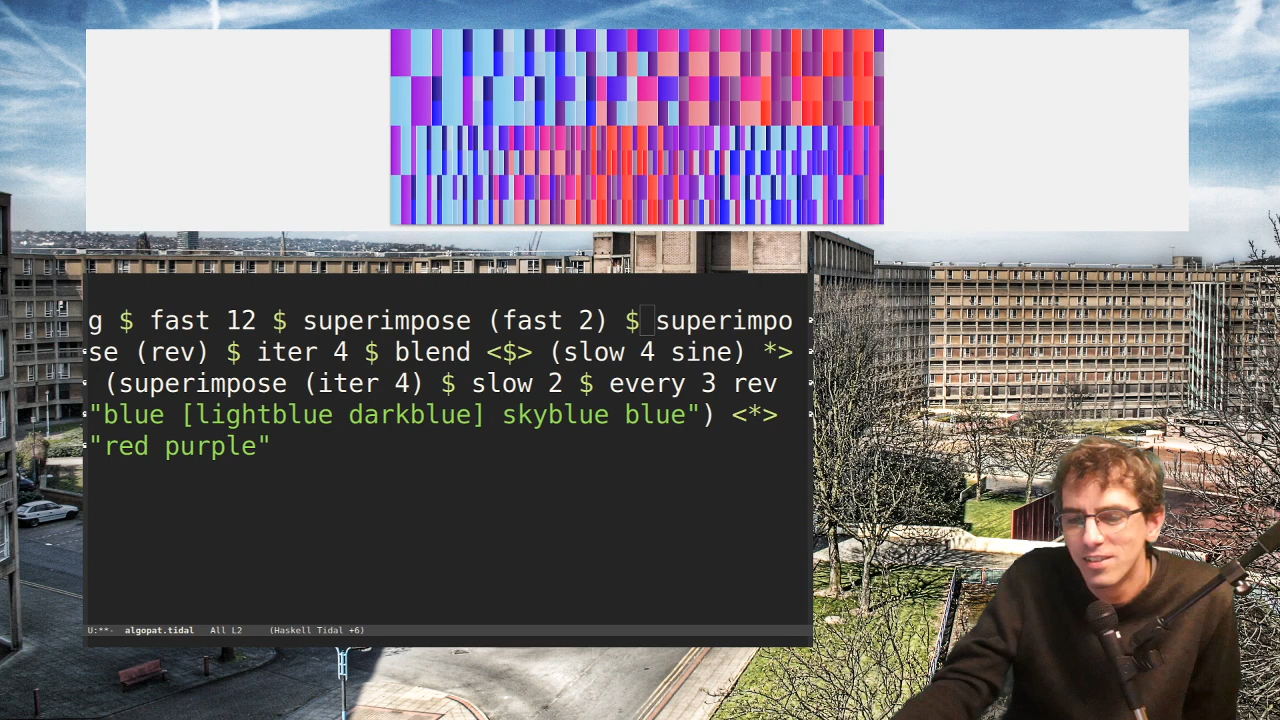 g $ fast 12 $ superimpose (fast 2) $ superimpo
se (rev) $ iter 4 $ blend <$> (slow 4 sine) *>
(superimpose (iter 4) $ slow 2 $ every 3 rev
"blue [lightblue darkblue] skyblue blue") <*>
"red purple"
U:**- algopat.tidal All L2 (Haskell Tidal +6)